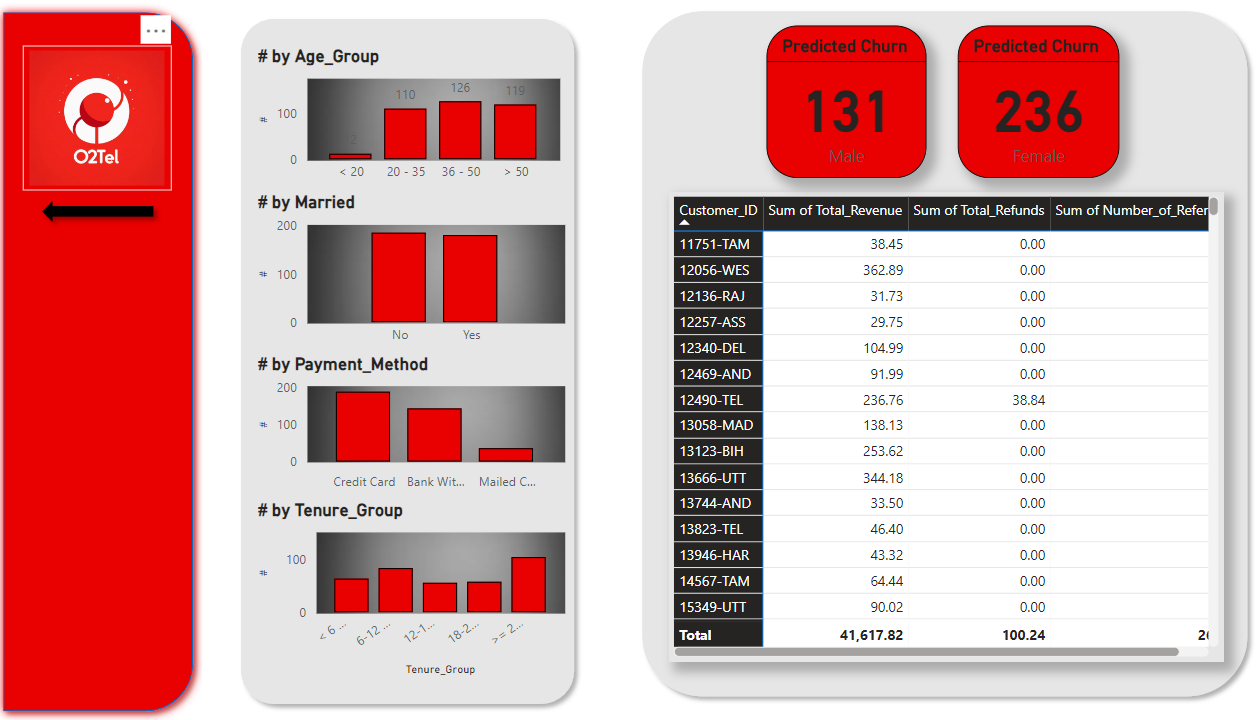 ...
O2Tel
# by Age_Group
110
126
119
100
#
0
< 20
20 - 35
36 - 50
> 50
# by Married
200
#
100
0
No
Yes
# by Payment_Method
200
#
100
0
Credit Card
Bank Wit...
Mailed C...
# by Tenure_Group
100
#
0
< 6 ...
6-12 ...
12-1...
18-2...
>= 2...
Tenure_Group
Predicted Churn
131
Male
Predicted Churn
236
Female
Customer_ID Sum of Total_Revenue Sum of Total_Refunds Sum of Number_of_Refer
11751-TAM 38.45 0.00
12056-WES 362.89 0.00
12136-RAJ 31.73 0.00
12257-ASS 29.75 0.00
12340-DEL 104.99 0.00
12469-AND 91.99 0.00
12490-TEL 236.76 38.84
13058-MAD 138.13 0.00
13123-BIH 253.62 0.00
13666-UTT 344.18 0.00
13744-AND 33.50 0.00
13823-TEL 46.40 0.00
13946-HAR 43.32 0.00
14567-TAM 64.44 0.00
15349-UTT 90.02 0.00
Total 41,617.82 100.24